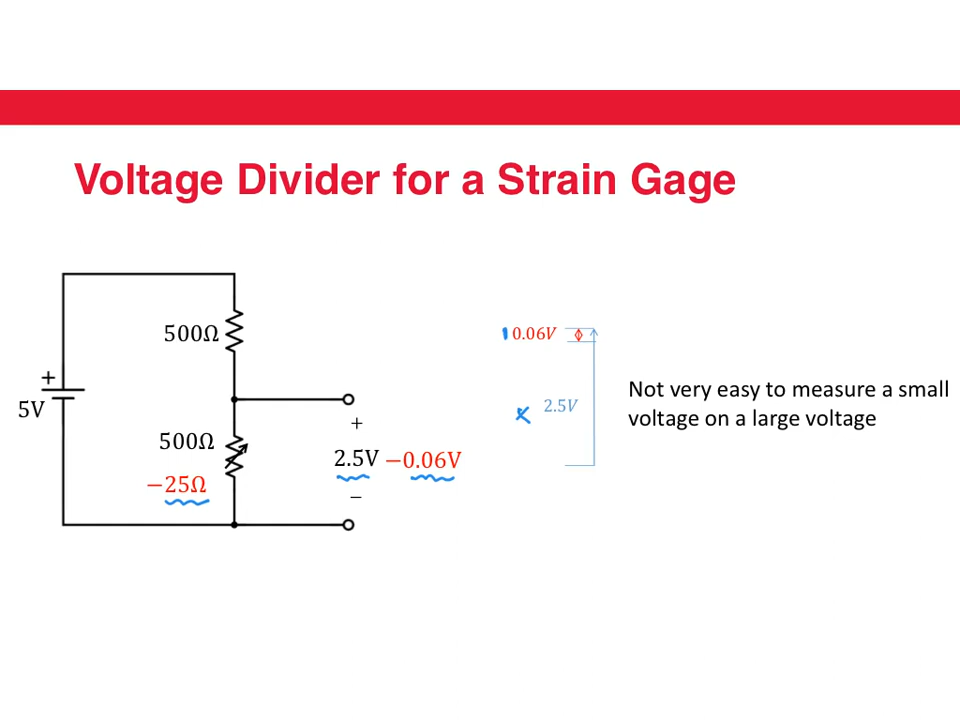 Voltage Divider for a Strain Gage
500Ω
+
5V
500Ω
−25Ω
+
2.5V −0.06V
−
0.06V
2.5V
Not very easy to measure a small
voltage on a large voltage